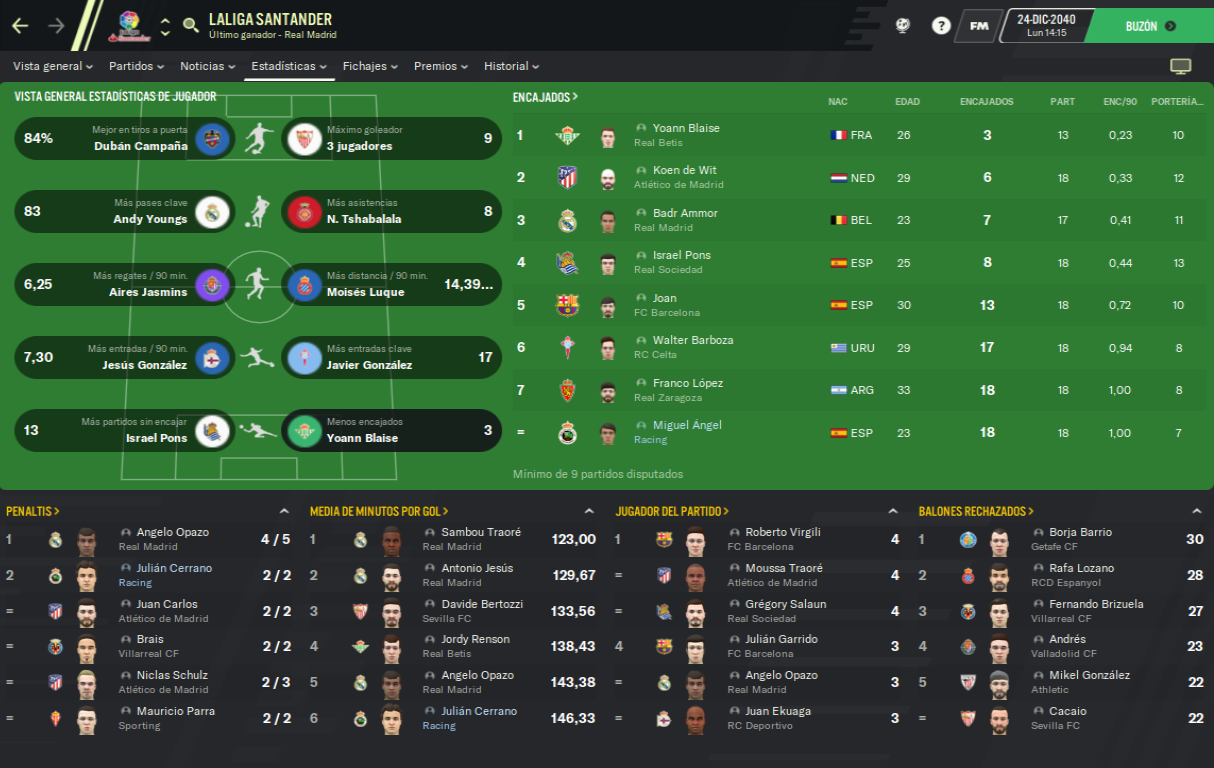 LALIGA SANTANDER
Último ganador - Real Madrid
?
FM
24-DIC-2040
Lun 14:15
BUZÓN
Vista general
Partidos
Noticias
Estadísticas
Fichajes
Premios
Historial
VISTA GENERAL ESTADÍSTICAS DE JUGADOR
84% Mejor en tiros a puerta
Dubán Campaña
Máximo goleador 9
3 jugadores
83 Más pases clave
Andy Youngs
Más asistencias 8
N. Tshabalala
6,25 Más regates / 90 min.
Aires Jasmins
Más distancia / 90 min. 14,39...
Moisés Luque
7,30 Más entradas / 90 min.
Jesús González
Más entradas clave 17
Javier González
13 Más partidos sin encajar
Israel Pons
Menos encajados 3
Yoann Blaise
ENCAJADOS NAC EDAD ENCAJADOS PART ENC/90 PORTERÍA...
1 Yoann Blaise FRA 26 3 13 0,23 10
Real Betis
2 Koen de Wit NED 29 6 18 0,33 12
Atlético de Madrid
3 Badr Ammor BEL 23 7 17 0,41 11
Real Madrid
4 Israel Pons ESP 25 8 18 0,44 13
Real Sociedad
5 Joan ESP 30 13 18 0,72 10
FC Barcelona
6 Walter Barboza URU 29 17 18 0,94 8
RC Celta
7 Franco López ARG 33 18 18 1,00 8
Real Zaragoza
= Miguel Ángel ESP 23 18 18 1,00 7
Racing
Mínimo de 9 partidos disputados
PENALTIS
1 Angelo Opazo 4 / 5
Real Madrid
2 Julián Cerrano 2 / 2
Racing
= Juan Carlos 2 / 2
Atlético de Madrid
= Brais 2 / 2
Villarreal CF
= Niclas Schulz 2 / 3
Atlético de Madrid
= Mauricio Parra 2 / 2
Sporting
MEDIA DE MINUTOS POR GOL
1 Sambou Traoré 123,00
Real Madrid
2 Antonio Jesús 129,67
Real Madrid
3 Davide Bertozzi 133,56
Sevilla FC
4 Jordy Renson 138,43
Real Betis
5 Angelo Opazo 143,38
Real Madrid
6 Julián Cerrano 146,33
Racing
JUGADOR DEL PARTIDO
1 Roberto Virgili 4
FC Barcelona
= Moussa Traoré 4
Atlético de Madrid
= Grégory Salaun 4
Real Sociedad
4 Julián Garrido 3
FC Barcelona
= Angelo Opazo 3
Real Madrid
= Juan Ekuaga 3
RC Deportivo
BALONES RECHAZADOS
1 Borja Barrio 30
Getafe CF
2 Rafa Lozano 28
RCD Espanyol
3 Fernando Brizuela 27
Villarreal CF
4 Andrés 23
Valladolid CF
5 Mikel González 22
Athletic
= Cacaio 22
Sevilla FC